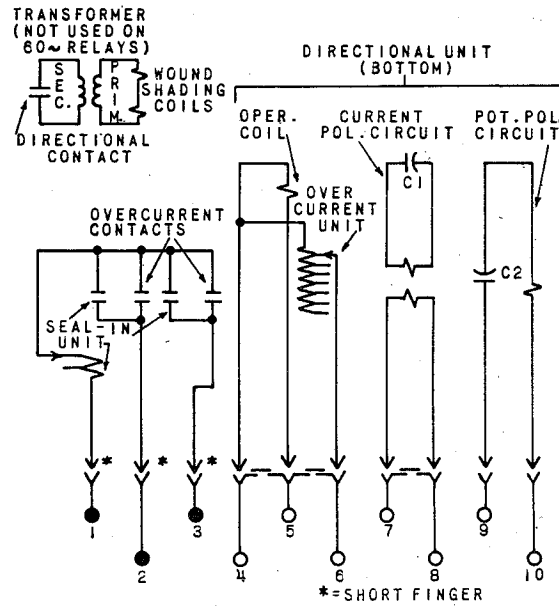 TRANSFORMER
(NOT USED ON
60~ RELAYS)
SEC.
PRIM.
WOUND
SHADING
COILS
DIRECTIONAL
CONTACT
DIRECTIONAL UNIT
(BOTTOM)
OPER.
COIL
CURRENT
POL. CIRCUIT
POT. POL.
CIRCUIT
C1
OVER
CURRENT
UNIT
OVERCURRENT
CONTACTS
C2
SEAL-IN
UNIT
* * *
1 3 5 7 9
2 4 6 8 10
*=SHORT FINGER